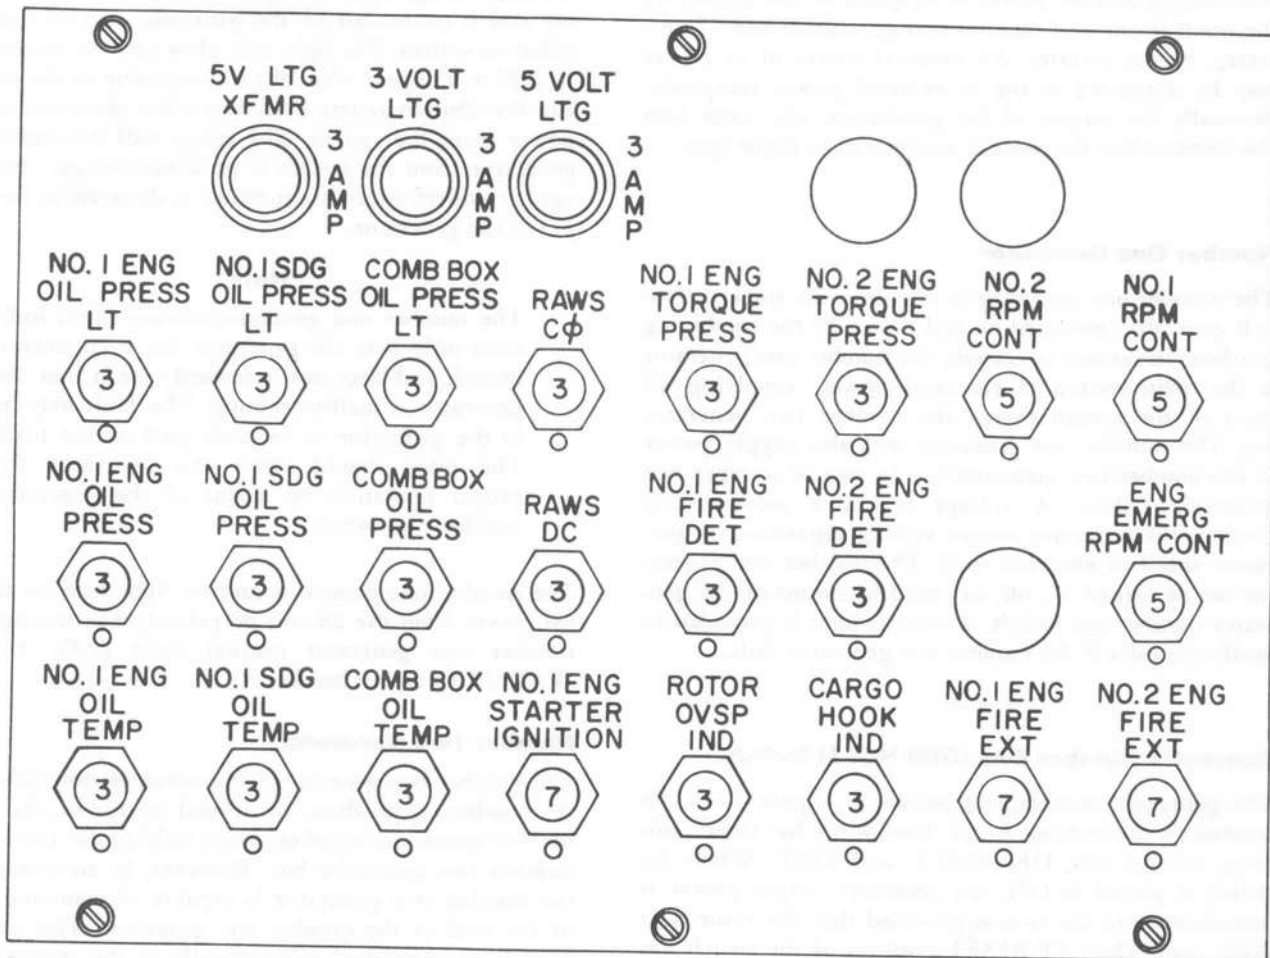 5V LTG
XFMR
3 AMP
3 VOLT
LTG
3 AMP
5 VOLT
LTG
3 AMP
NO. 1 ENG
OIL PRESS
LT
3
NO. 1 SDG
OIL PRESS
LT
3
COMB BOX
OIL PRESS
LT
3
RAWS
CΦ
3
NO. 1 ENG
TORQUE
PRESS
3
NO. 2 ENG
TORQUE
PRESS
3
NO. 2
RPM
CONT
5
NO. 1
RPM
CONT
5
NO. 1 ENG
OIL
PRESS
3
NO. 1 SDG
OIL
PRESS
3
COMB BOX
OIL
PRESS
3
RAWS
DC
3
NO. 1 ENG
FIRE
DET
3
NO. 2 ENG
FIRE
DET
3
ENG
EMERG
RPM CONT
5
NO. 1 ENG
OIL
TEMP
3
NO. 1 SDG
OIL
TEMP
3
COMB BOX
OIL
TEMP
3
NO. 1 ENG
STARTER
IGNITION
7
ROTOR
OVSP
IND
3
CARGO
HOOK
IND
3
NO. 1 ENG
FIRE
EXT
7
NO. 2 ENG
FIRE
EXT
7